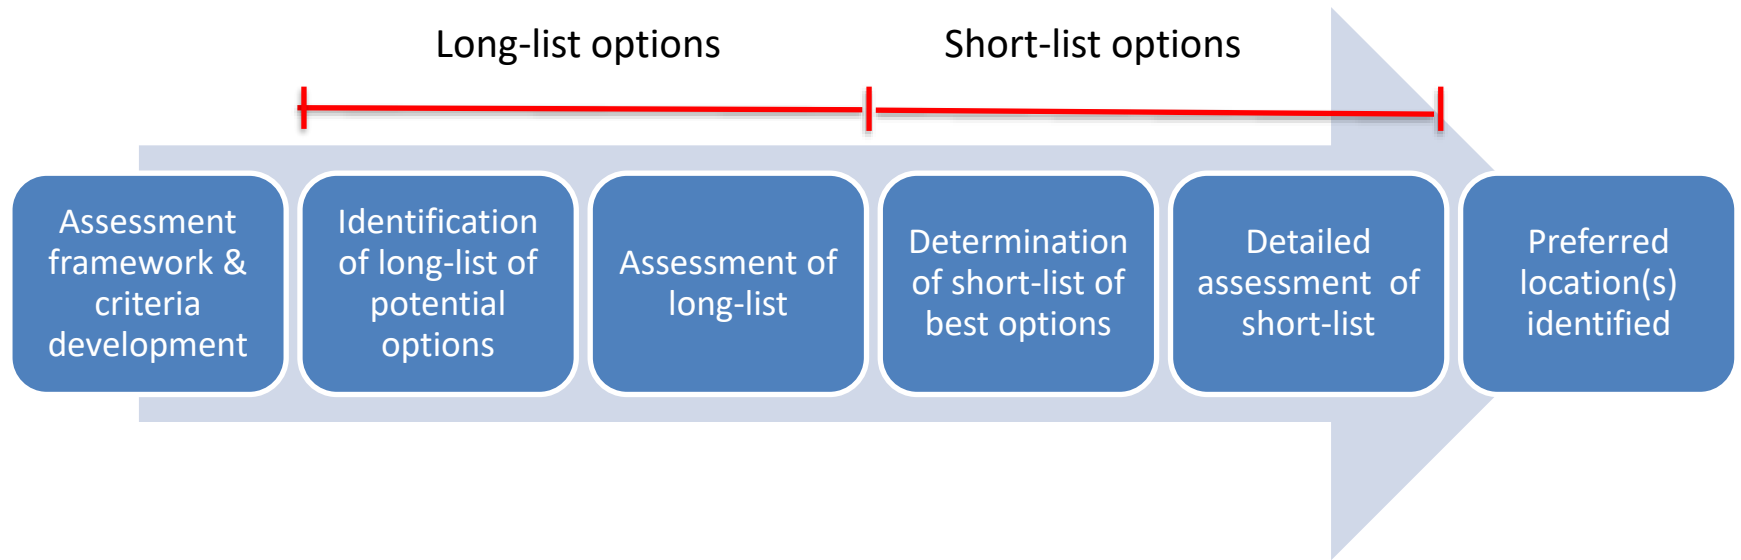 Long-list options
Short-list options
Assessment
framework &
criteria
development
Identification
of long-list of
potential
options
Assessment of
long-list
Determination
of short-list of
best options
Detailed
assessment  of
short-list
Preferred
location(s)
identified